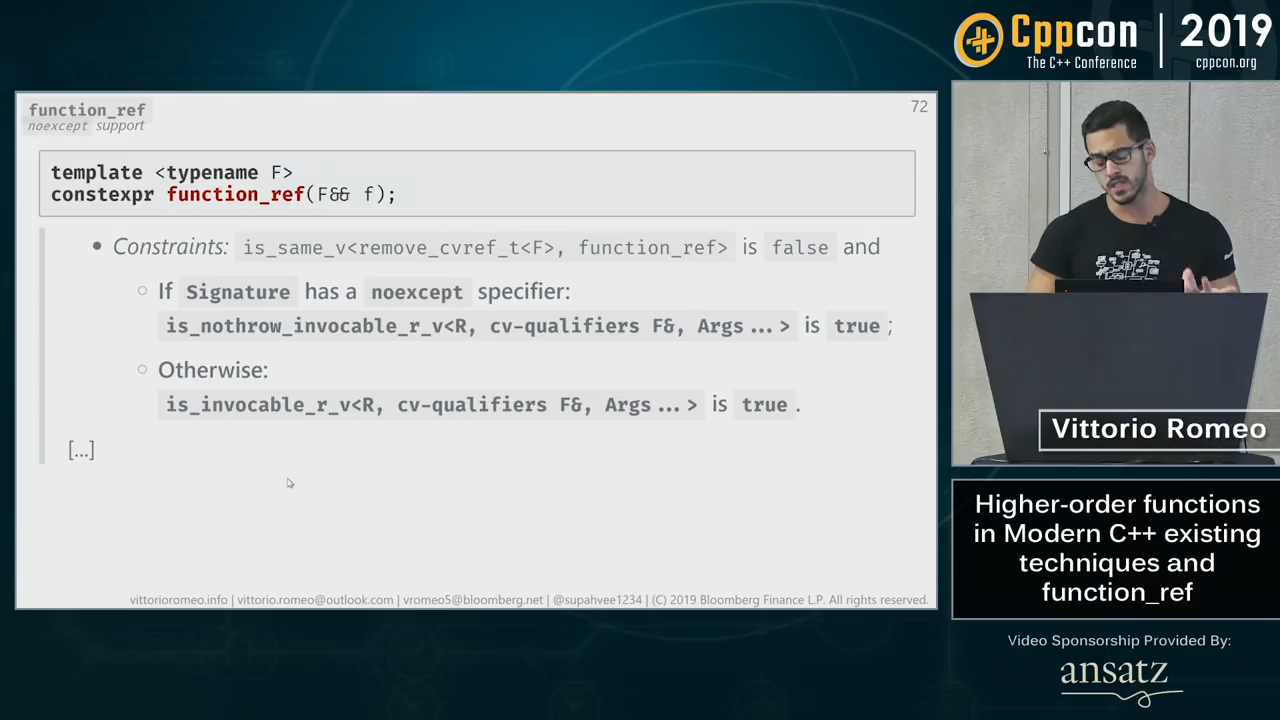 function_ref
noexcept support
72
template <typename F>
constexpr function_ref(F&& f);
• Constraints: is_same_v<remove_cvref_t<F>, function_ref> is false and
○ If Signature has a noexcept specifier:
is_nothrow_invocable_r_v<R, cv-qualifiers F&, Args...> is true;
○ Otherwise:
is_invocable_r_v<R, cv-qualifiers F&, Args...> is true.
[...]
vittorioromeo.info | vittorio.romeo@outlook.com | vromeo5@bloomberg.net | @supahvee1234 | (C) 2019 Bloomberg Finance L.P. All rights reserved.
Cppcon | 2019
The C++ Conference
cppcon.org
Vittorio Romeo
Higher-order functions
in Modern C++ existing
techniques and
function_ref
Video Sponsorship Provided By:
ansatz